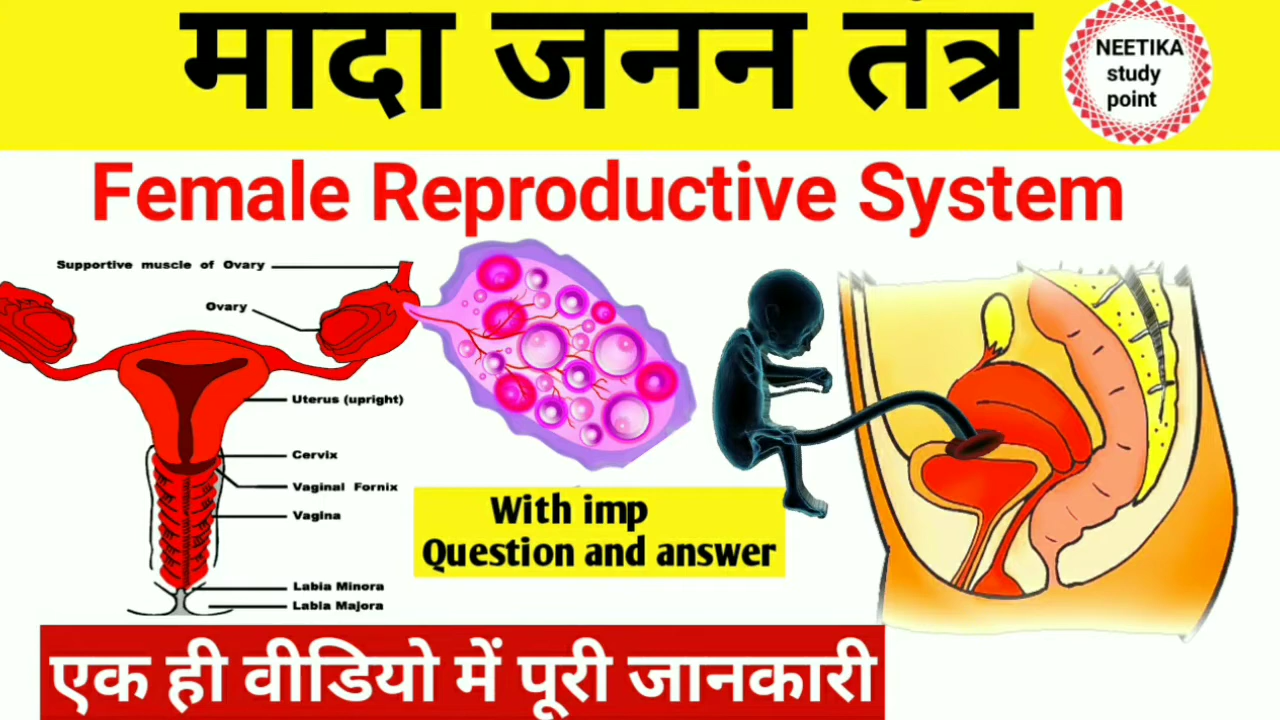 मादा जनन तंत्र
NEETIKA
study
point
Female Reproductive System
Supportive muscle of Ovary
Ovary
Uterus (upright)
Cervix
Vaginal Fornix
Vagina
Labia Minora
Labia Majora
With imp
Question and answer
एक ही वीडियो में पूरी जानकारी